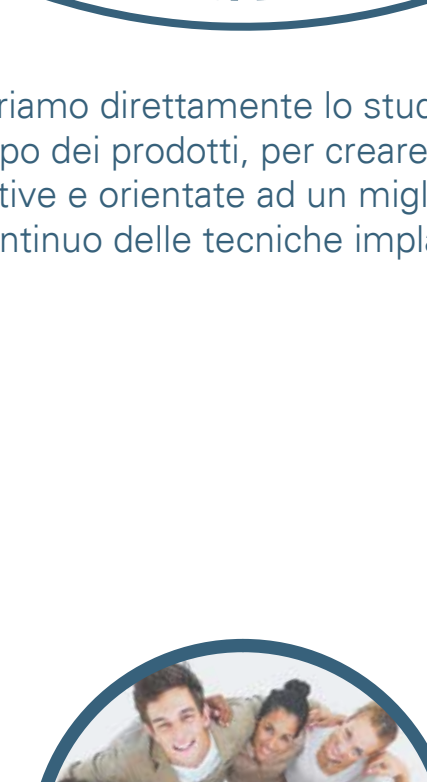 riamo direttamente lo stud
po dei prodotti, per creare
tive e orientate ad un migl
ntinuo delle tecniche impla